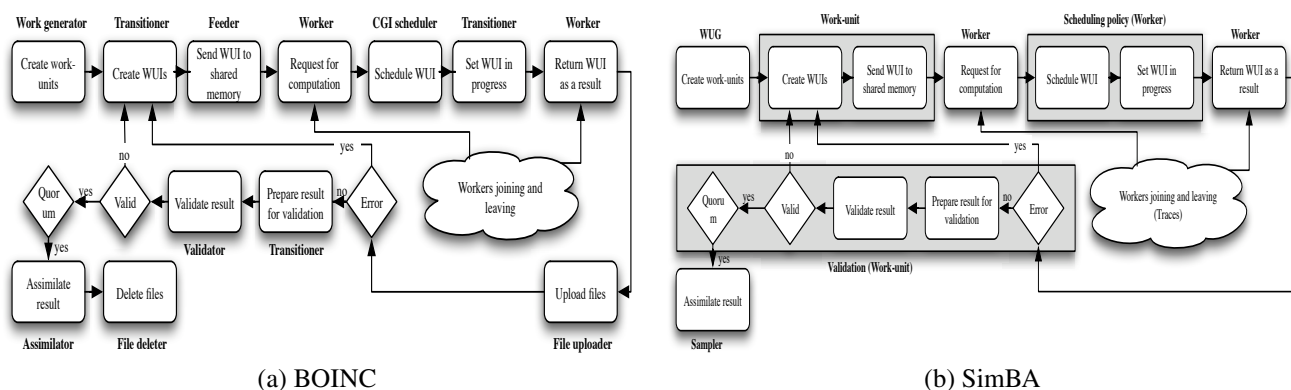 Work generator
Transitioner
Feeder
Worker
CGI scheduler
Transitioner
Worker
Create work-
units
Create WUIs
Send WUI to
shared
memory
Request for
computation
Schedule WUI
Set WUI in
progress
Return WUI
as a result
no
yes
Workers joining and
leaving
Quor
um
yes
Valid
Validate result
Prepare result
for validation
no
Error
Validator
Transitioner
yes
Assimilate
result
Delete files
Upload files
Assimilator
File deleter
File uploader
(a) BOINC
WUG
Work-unit
Worker
Scheduling policy (Worker)
Worker
Create work-units
Create WUIs
Send WUI to
shared memory
Request for
computation
Schedule WUI
Set WUI in
progress
Return WUI as a
result
no
yes
Workers joining and leaving
(Traces)
Quoru
m
yes
Valid
Validate result
Prepare result
for validation
no
Error
Validation (Work-unit)
yes
Assimilate result
Sampler
(b) SimBA